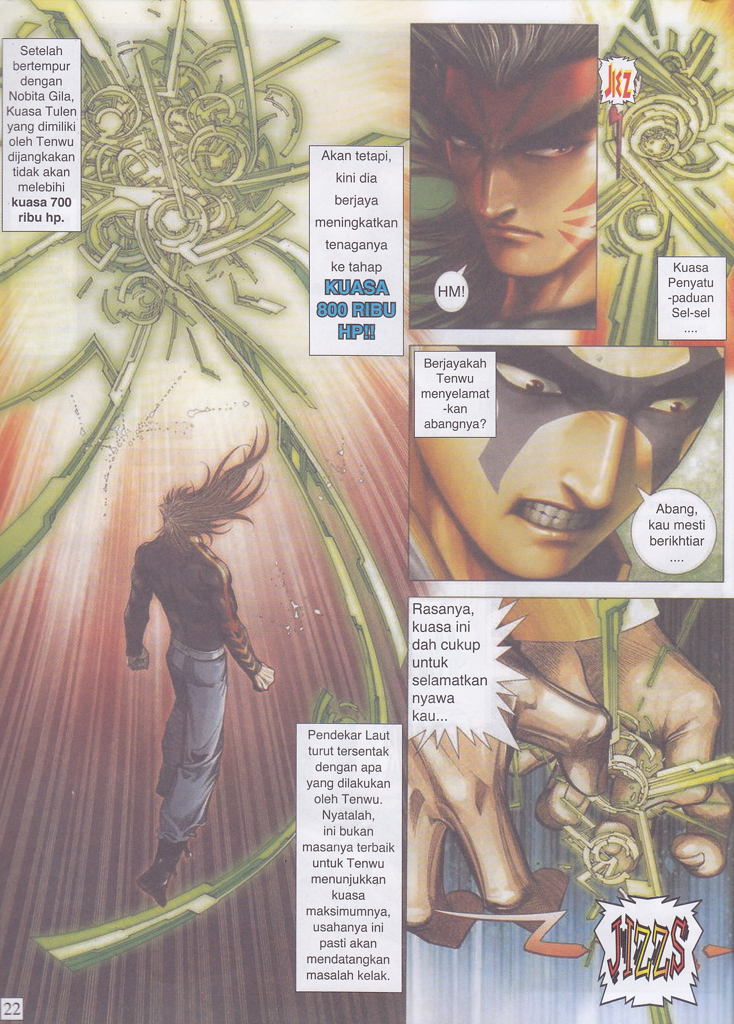 Setelah
bertempur
dengan
Nobita Gila,
Kuasa Tulen
yang dimiliki
oleh Tenwu
dijangkakan
tidak akan
melebihi
kuasa 700
ribu hp.
Akan tetapi,
kini dia
berjaya
meningkatkan
tenaganya
ke tahap
KUASA
800 RIBU
HP!!
HM!
JIEZ
Kuasa
Penyatu
-paduan
Sel-sel
....
Berjayakah
Tenwu
menyelamat
-kan
abangnya?
Abang,
kau mesti
berikhtiar
....
Rasanya,
kuasa ini
dah cukup
untuk
selamatkan
nyawa
kau...
Pendekar Laut
turut tersentak
dengan apa
yang dilakukan
oleh Tenwu.
Nyatalah,
ini bukan
masanya terbaik
untuk Tenwu
menunjukkan
kuasa
maksimumnya,
usahanya ini
pasti akan
mendatangkan
masalah kelak.
JIZZS
22